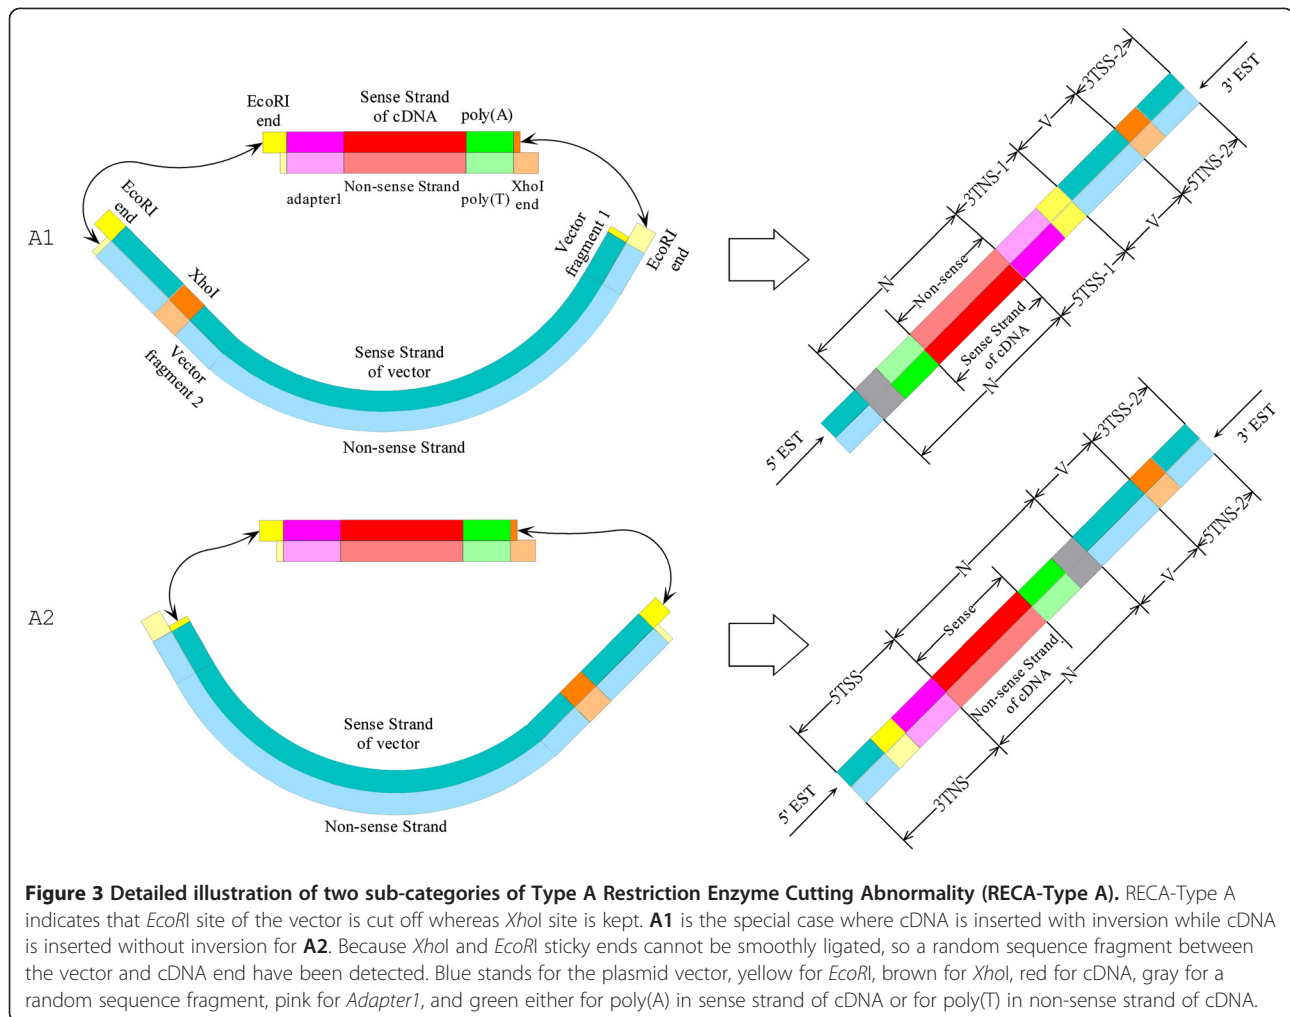 EcoRI
end
Sense Strand
of cDNA
poly(A)
adapter1
Non-sense Strand
poly(T)
XhoI
end
A1
EcoRI
end
XhoI
Vector
fragment 2
Vector
fragment 1
EcoRI
end
Sense Strand
of vector
Non-sense Strand
3TSS-2
V
3TNS-1
N
Non-sense
3' EST
5TNS-2
V
5TSS-1
Sense Strand
of cDNA
N
5' EST
A2
Sense Strand
of vector
Non-sense Strand
3TSS-2
V
N
Sense
5TSS
3' EST
5TNS-2
V
Non-sense Strand
of cDNA
N
3TNS
5' EST
Figure 3 Detailed illustration of two sub-categories of Type A Restriction Enzyme Cutting Abnormality (RECA-Type A). RECA-Type A
indicates that EcoRI site of the vector is cut off whereas XhoI site is kept. A1 is the special case where cDNA is inserted with inversion while cDNA
is inserted without inversion for A2. Because XhoI and EcoRI sticky ends cannot be smoothly ligated, so a random sequence fragment between
the vector and cDNA end have been detected. Blue stands for the plasmid vector, yellow for EcoRI, brown for XhoI, red for cDNA, gray for a
random sequence fragment, pink for Adapter1, and green either for poly(A) in sense strand of cDNA or for poly(T) in non-sense strand of cDNA.